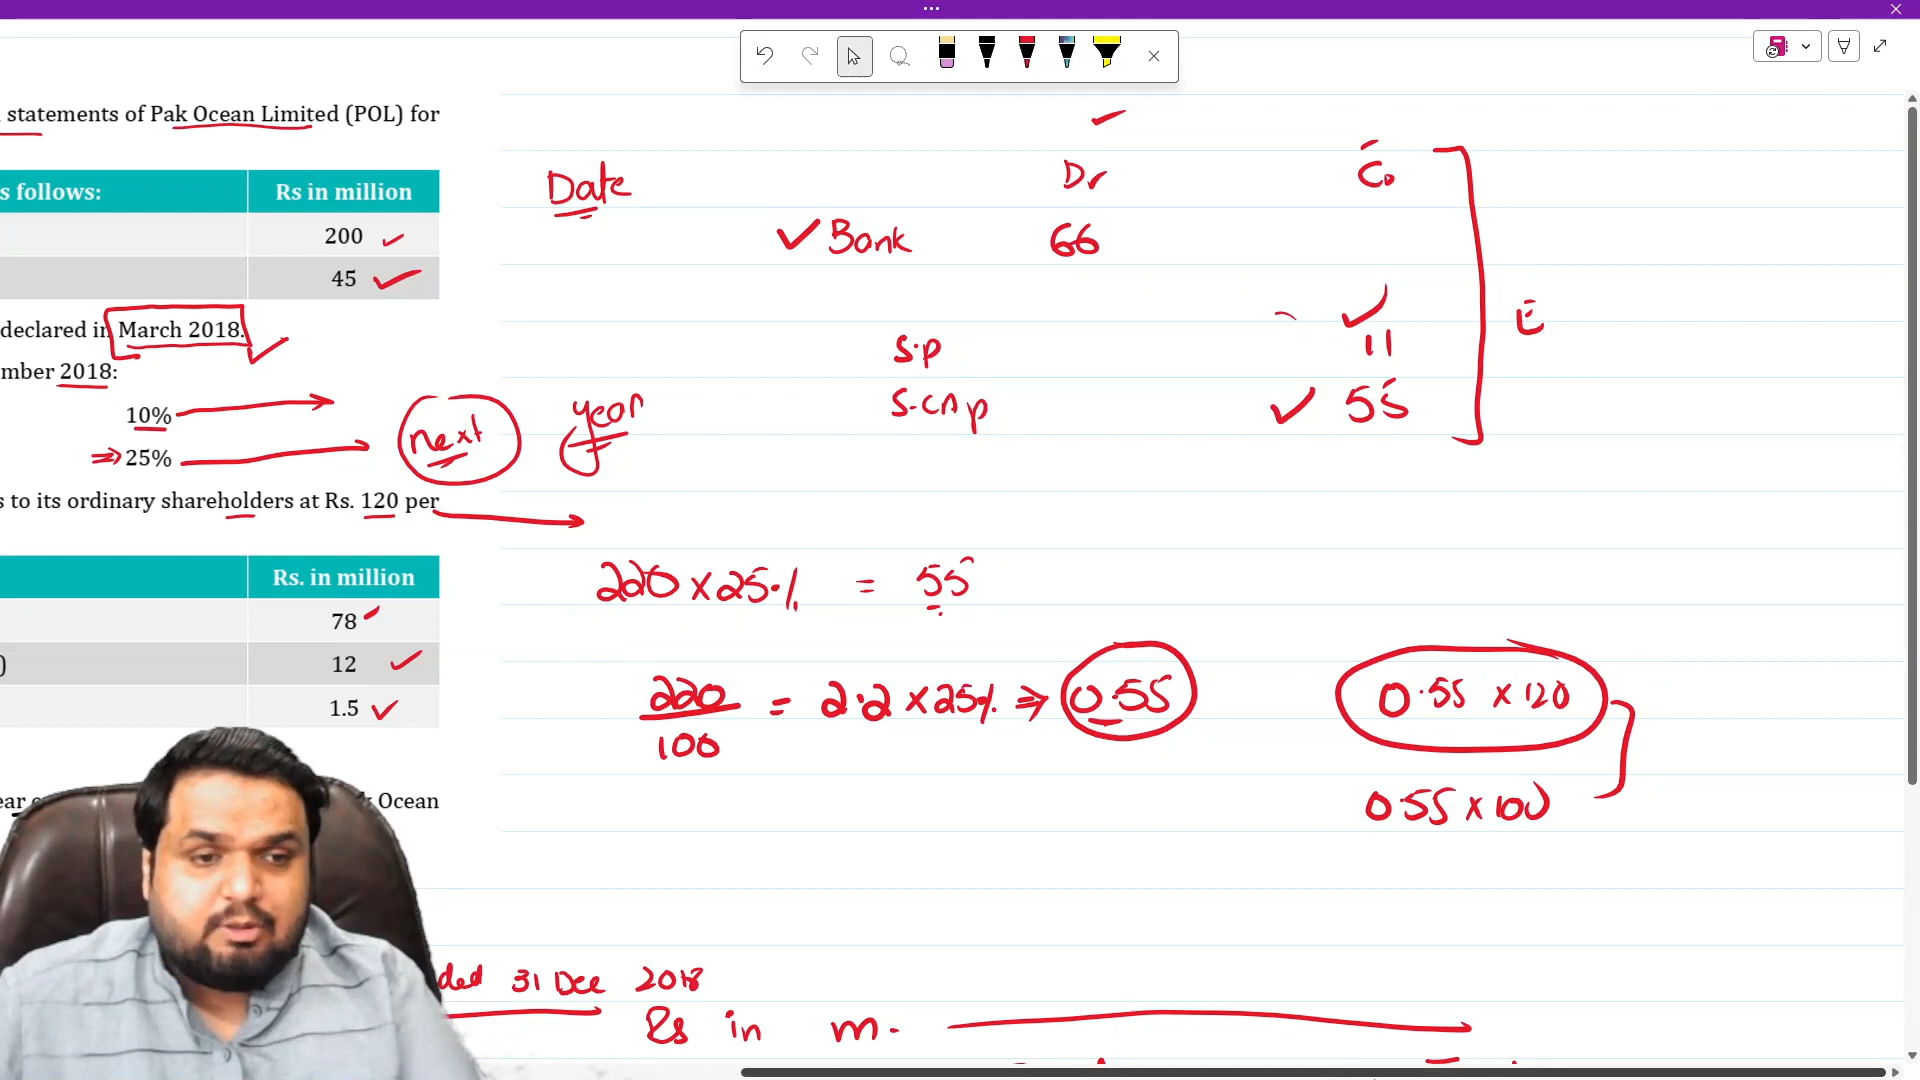 statements of Pak Ocean Limited (POL) for
s follows: Rs in million
200
45
declared in March 2018.
mber 2018:
10%
25%
s to its ordinary shareholders at Rs. 120 per
Rs. in million
78
) 12
1.5
ear
Ocean
Date Dr Cr
Bank 66
S.P 11
S.CAP 55
E
next year
220 x 25% = 55
220/100 = 2.2 x 25% ⇒ 0.55
0.55 x 120
0.55 x 100
ded 31 Dec 2018
Rs in m.